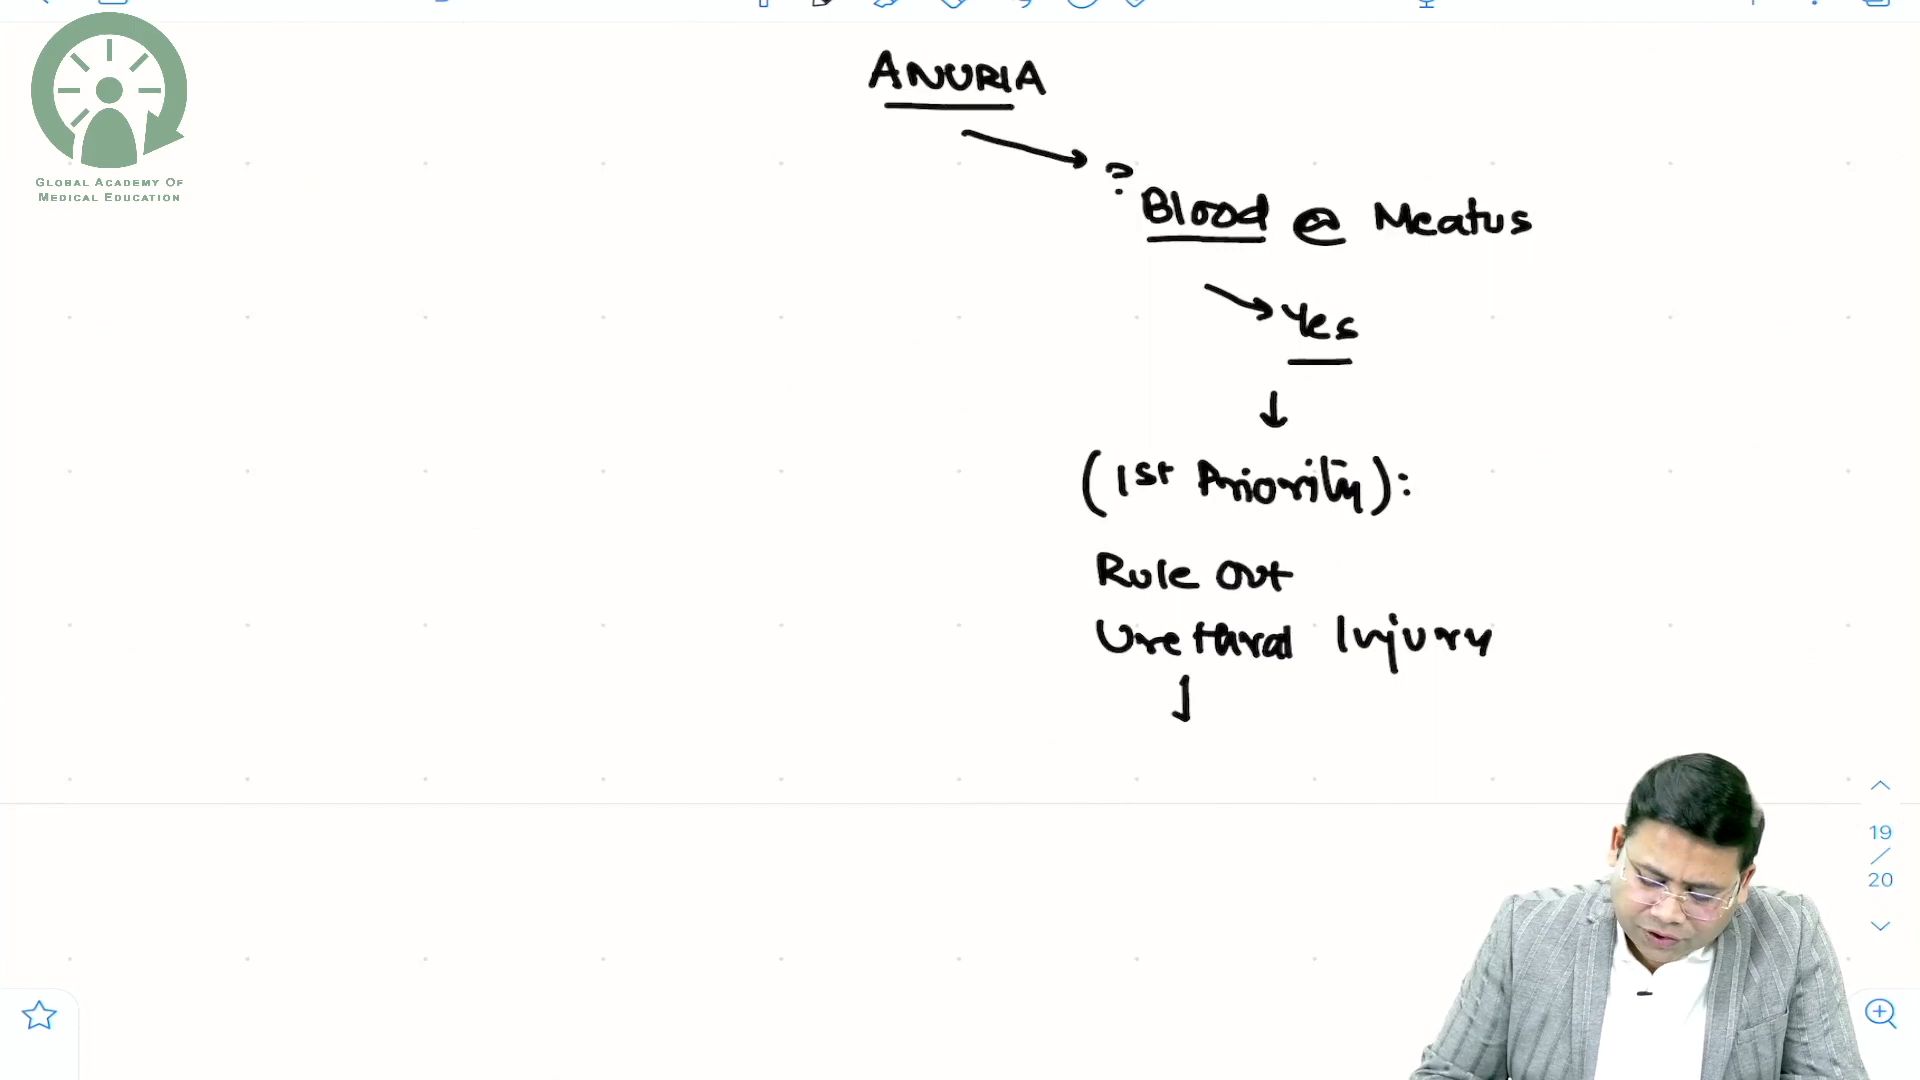 GLOBAL ACADEMY OF
MEDICAL EDUCATION
ANURIA
?
Blood @ Meatus
Yes
(1st Priority):
Rule out
Urethral Injury
19
/
20